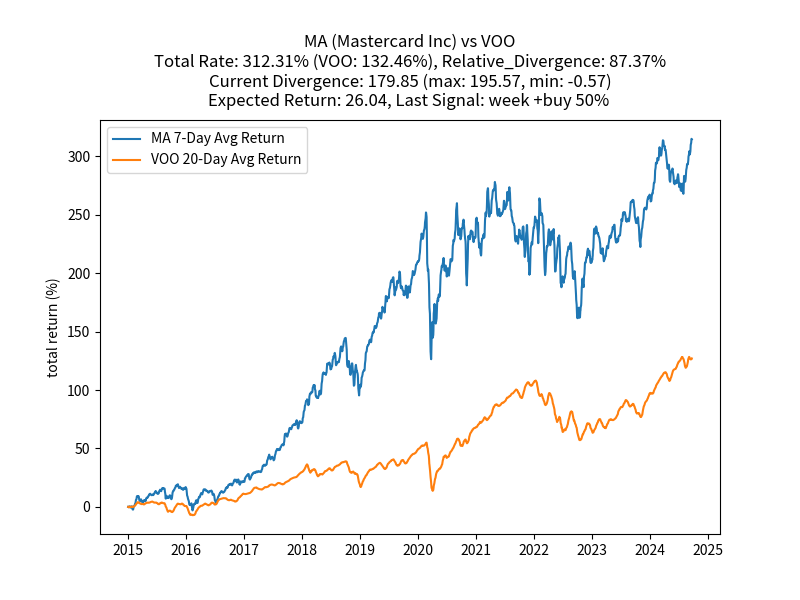 MA (Mastercard Inc) vs VOO
Total Rate: 312.31% (VOO: 132.46%), Relative_Divergence: 87.37%
Current Divergence: 179.85 (max: 195.57, min: -0.57)
Expected Return: 26.04, Last Signal: week +buy 50%
MA 7-Day Avg Return
VOO 20-Day Avg Return
total return (%)
300
250
200
150
100
50
0
2015 2016 2017 2018 2019 2020 2021 2022 2023 2024 2025